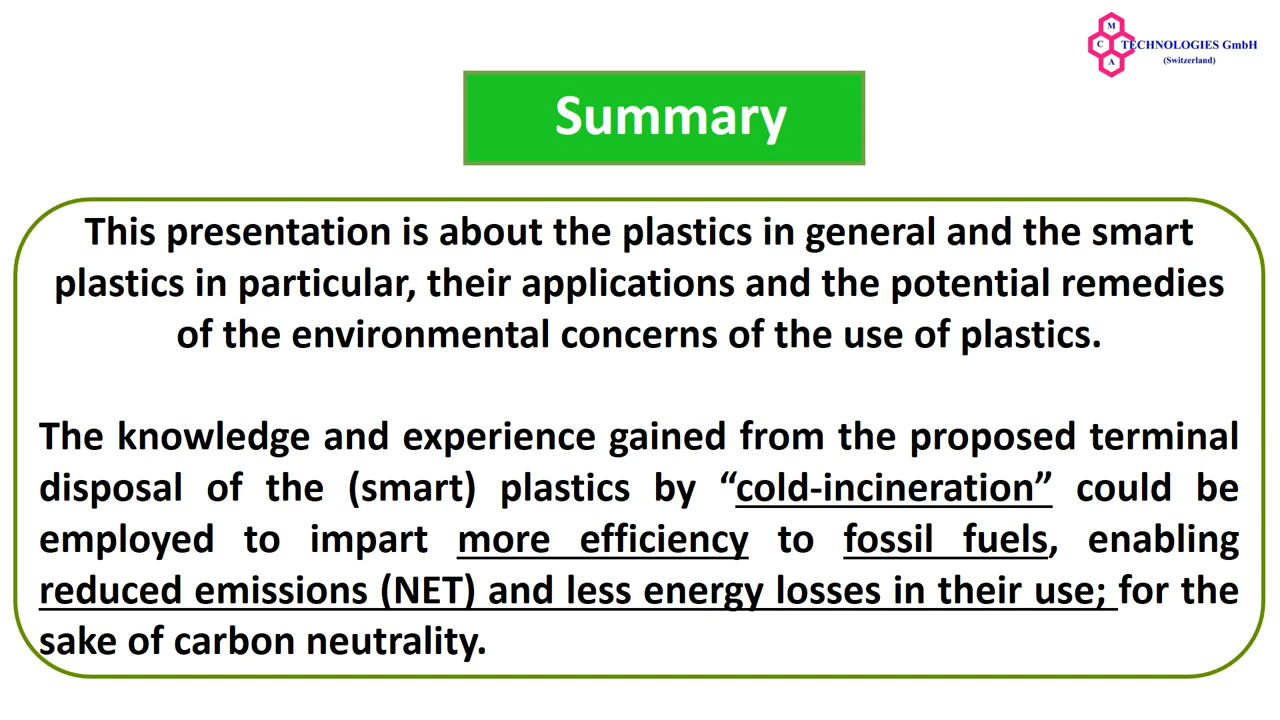 M
C
TECHNOLOGIES GmbH
A
(Switzerland)
Summary
This presentation is about the plastics in general and the smart
plastics in particular, their applications and the potential remedies
of the environmental concerns of the use of plastics.
The knowledge and experience gained from the proposed terminal
disposal of the (smart) plastics by “cold-incineration” could be
employed to impart more efficiency to fossil fuels, enabling
reduced emissions (NET) and less energy losses in their use; for the
sake of carbon neutrality.